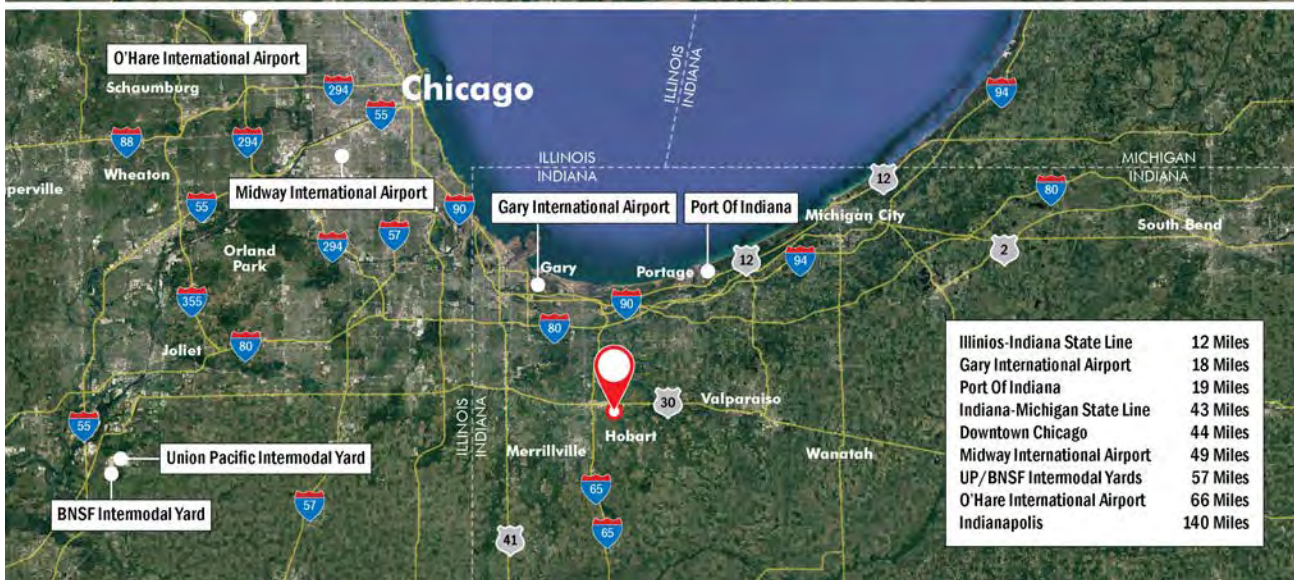 O'Hare International Airport
Schaumburg
294
Chicago
55
94
ILLINOIS
INDIANA
88
294
Wheaton
perville
Midway International Airport
ILLINOIS
INDIANA
MICHIGAN
INDIANA
12
80
55
90
Gary International Airport
Port Of Indiana
Michigan City
South Bend
Orland
Park
294
57
2
Gary
Portage
12
94
355
90
80
Joliet
80
Illinios-Indiana State Line 12 Miles
Gary International Airport 18 Miles
Port Of Indiana 19 Miles
Indiana-Michigan State Line 43 Miles
Downtown Chicago 44 Miles
Midway International Airport 49 Miles
UP/BNSF Intermodal Yards 57 Miles
O'Hare International Airport 66 Miles
Indianapolis 140 Miles
30
Valparaiso
ILLINOIS
INDIANA
55
Hobart
Merrillville
Wanatah
Union Pacific Intermodal Yard
65
57
BNSF Intermodal Yard
65
41